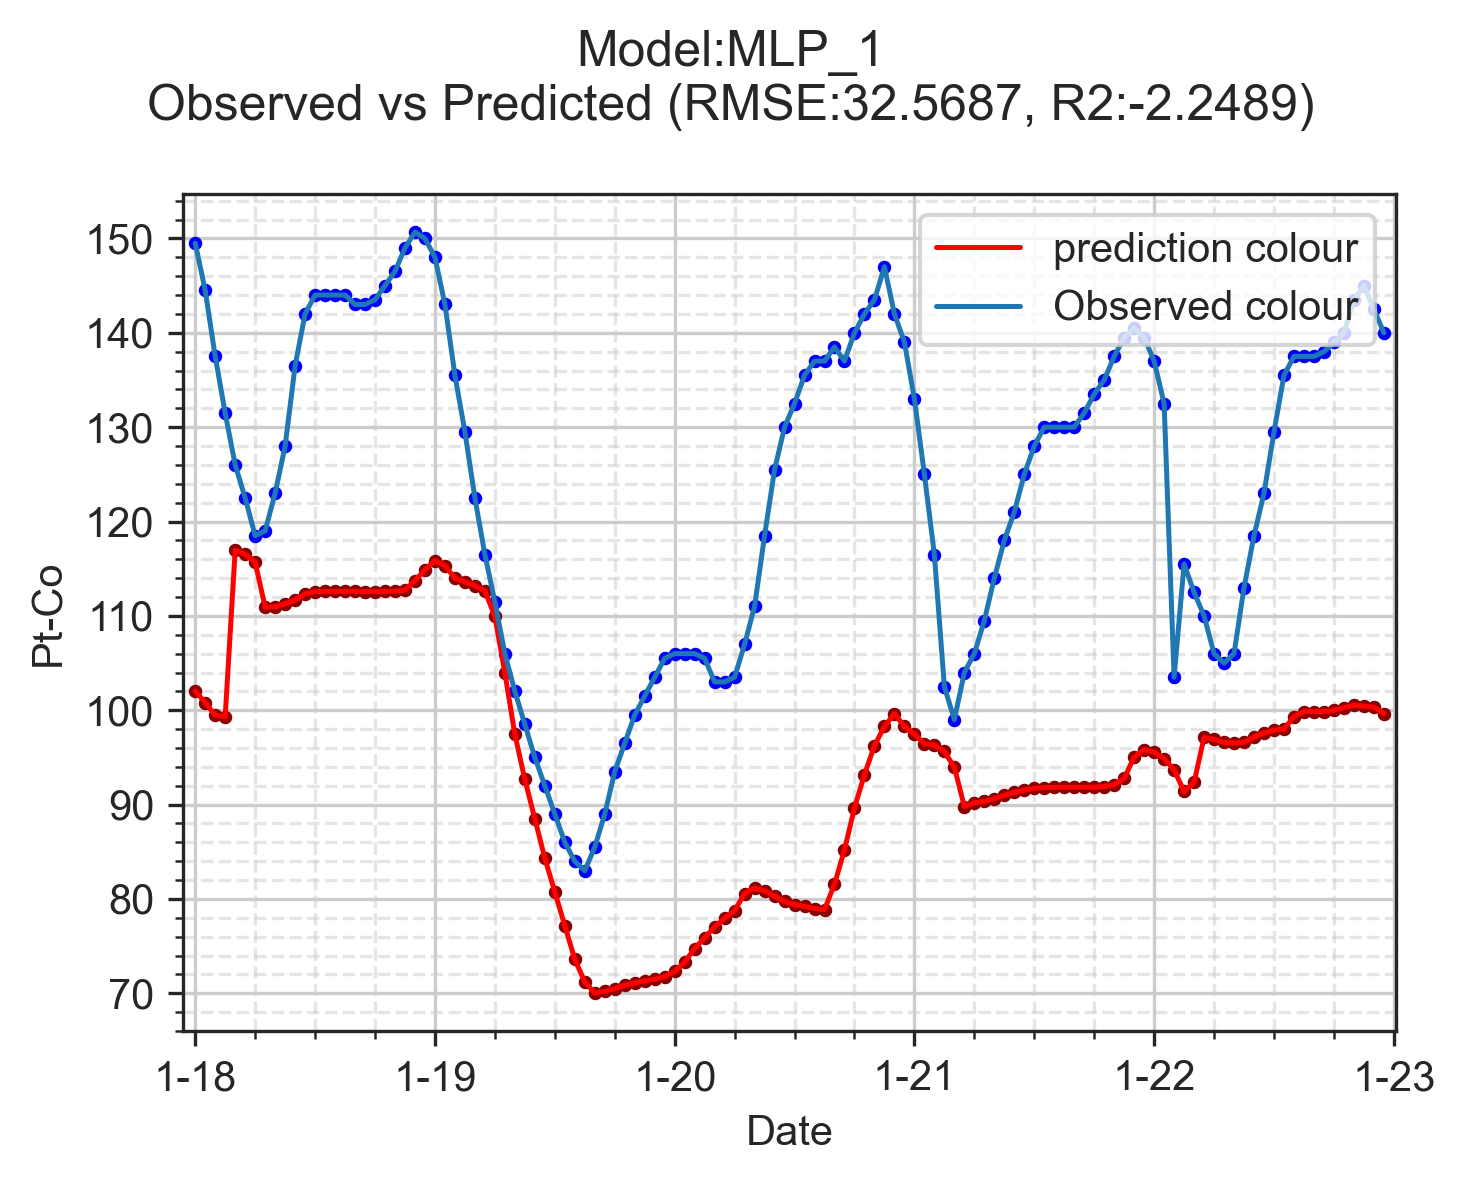 Model:MLP_1
Observed vs Predicted (RMSE:32.5687, R2:-2.2489)
prediction colour
Observed colour
150
140
130
120
110
100
90
80
70
Pt-Co
1-18
1-19
1-20
1-21
1-22
1-23
Date